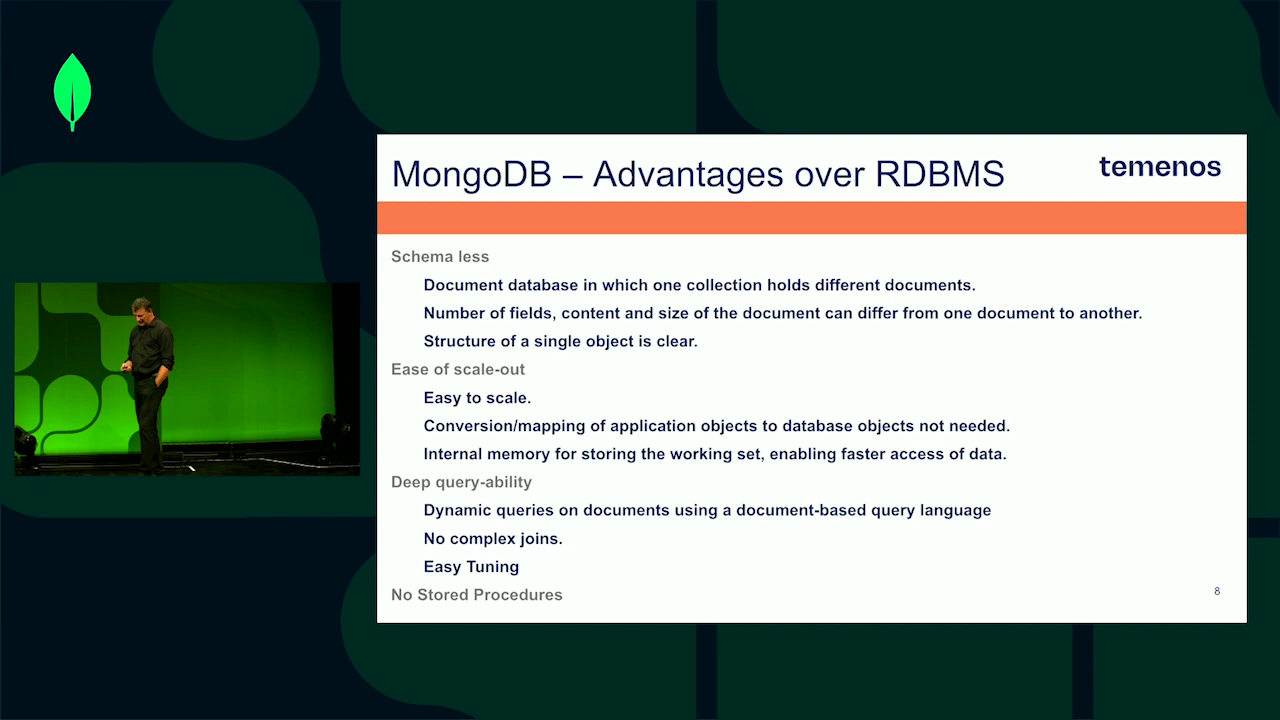 MongoDB – Advantages over RDBMS
temenos
Schema less
Document database in which one collection holds different documents.
Number of fields, content and size of the document can differ from one document to another.
Structure of a single object is clear.
Ease of scale-out
Easy to scale.
Conversion/mapping of application objects to database objects not needed.
Internal memory for storing the working set, enabling faster access of data.
Deep query-ability
Dynamic queries on documents using a document-based query language
No complex joins.
Easy Tuning
No Stored Procedures
8